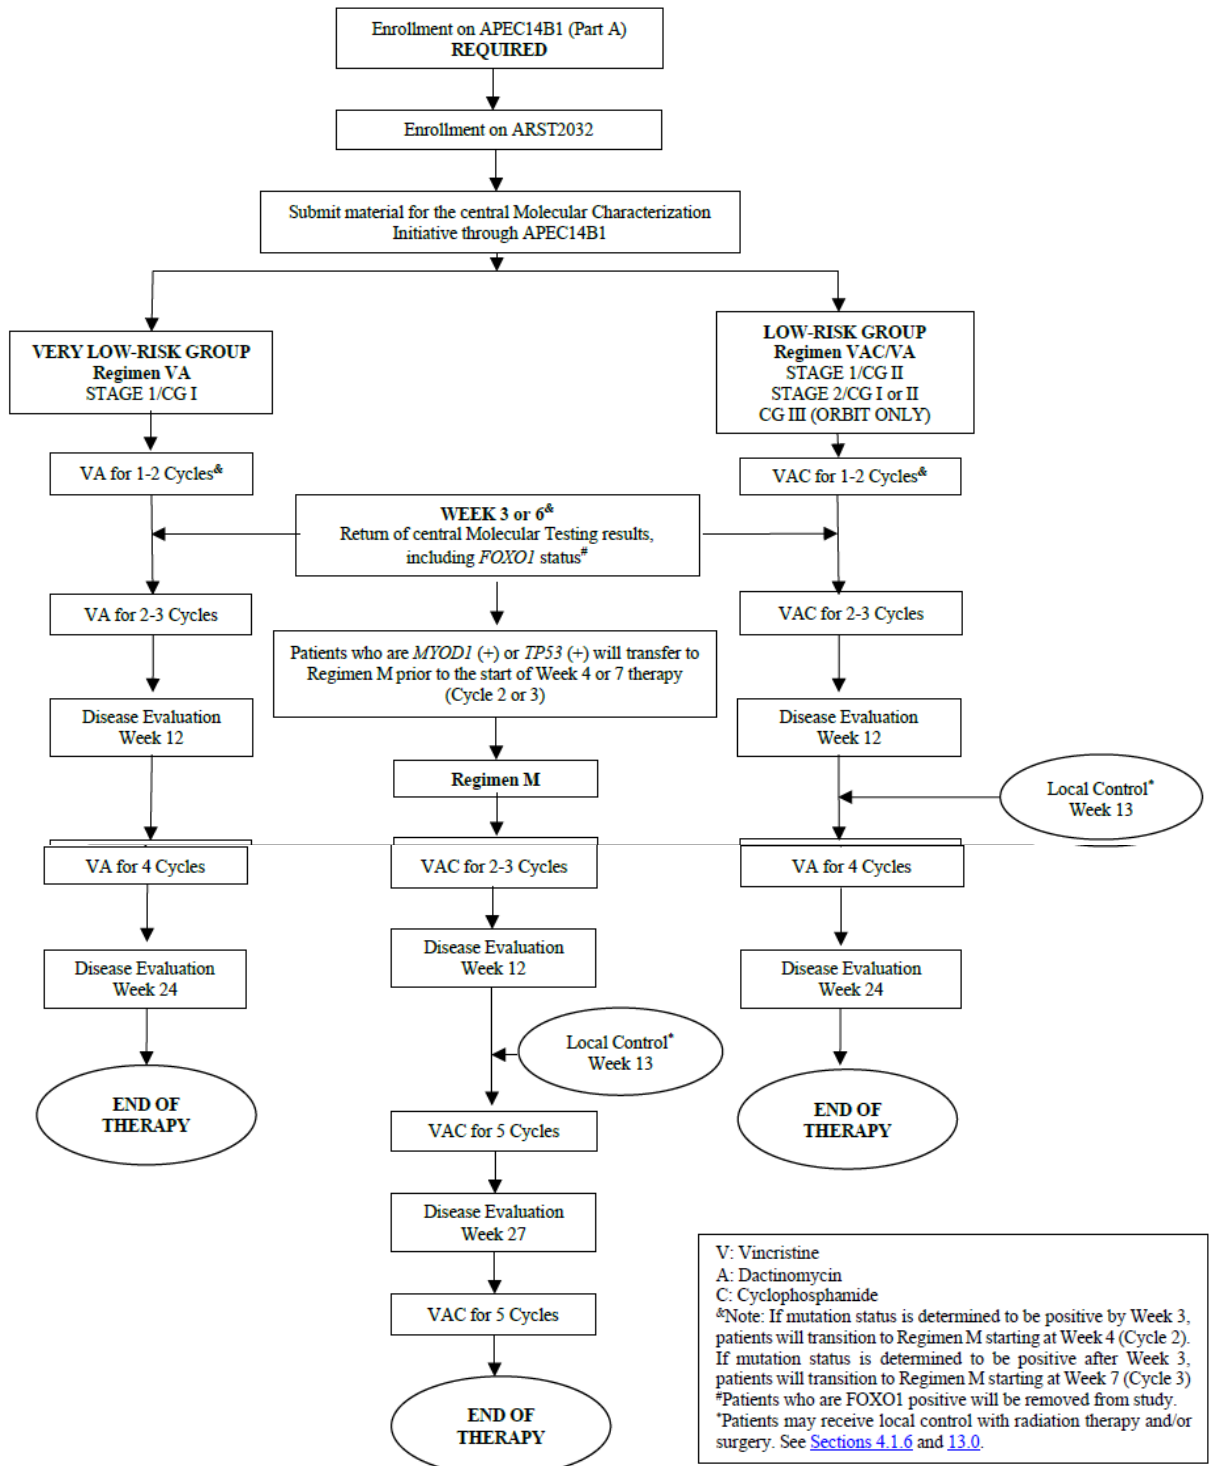 Enrollment on APEC14B1 (Part A)
REQUIRED
Enrollment on ARST2032
Submit material for the central Molecular Characterization
Initiative through APEC14B1
VERY LOW-RISK GROUP
Regimen VA
STAGE 1/CG I
LOW-RISK GROUP
Regimen VAC/VA
STAGE 1/CG II
STAGE 2/CG I or II
CG III (ORBIT ONLY)
VA for 1-2 Cycles&
VAC for 1-2 Cycles&
WEEK 3 or 6&
Return of central Molecular Testing results,
including FOXO1 status#
VA for 2-3 Cycles
VAC for 2-3 Cycles
Patients who are MYOD1 (+) or TP53 (+) will transfer to
Regimen M prior to the start of Week 4 or 7 therapy
(Cycle 2 or 3)
Disease Evaluation
Week 12
Disease Evaluation
Week 12
Regimen M
Local Control*
Week 13
VA for 4 Cycles
VAC for 2-3 Cycles
VA for 4 Cycles
Disease Evaluation
Week 24
Disease Evaluation
Week 12
Disease Evaluation
Week 24
Local Control*
Week 13
END OF
THERAPY
END OF
THERAPY
VAC for 5 Cycles
Disease Evaluation
Week 27
VAC for 5 Cycles
END OF
THERAPY
V: Vincristine
A: Dactinomycin
C: Cyclophosphamide
&Note: If mutation status is determined to be positive by Week 3,
patients will transition to Regimen M starting at Week 4 (Cycle 2).
If mutation status is determined to be positive after Week 3,
patients will transition to Regimen M starting at Week 7 (Cycle 3)
#Patients who are FOXO1 positive will be removed from study.
*Patients may receive local control with radiation therapy and/or
surgery. See Sections 4.1.6 and 13.0.